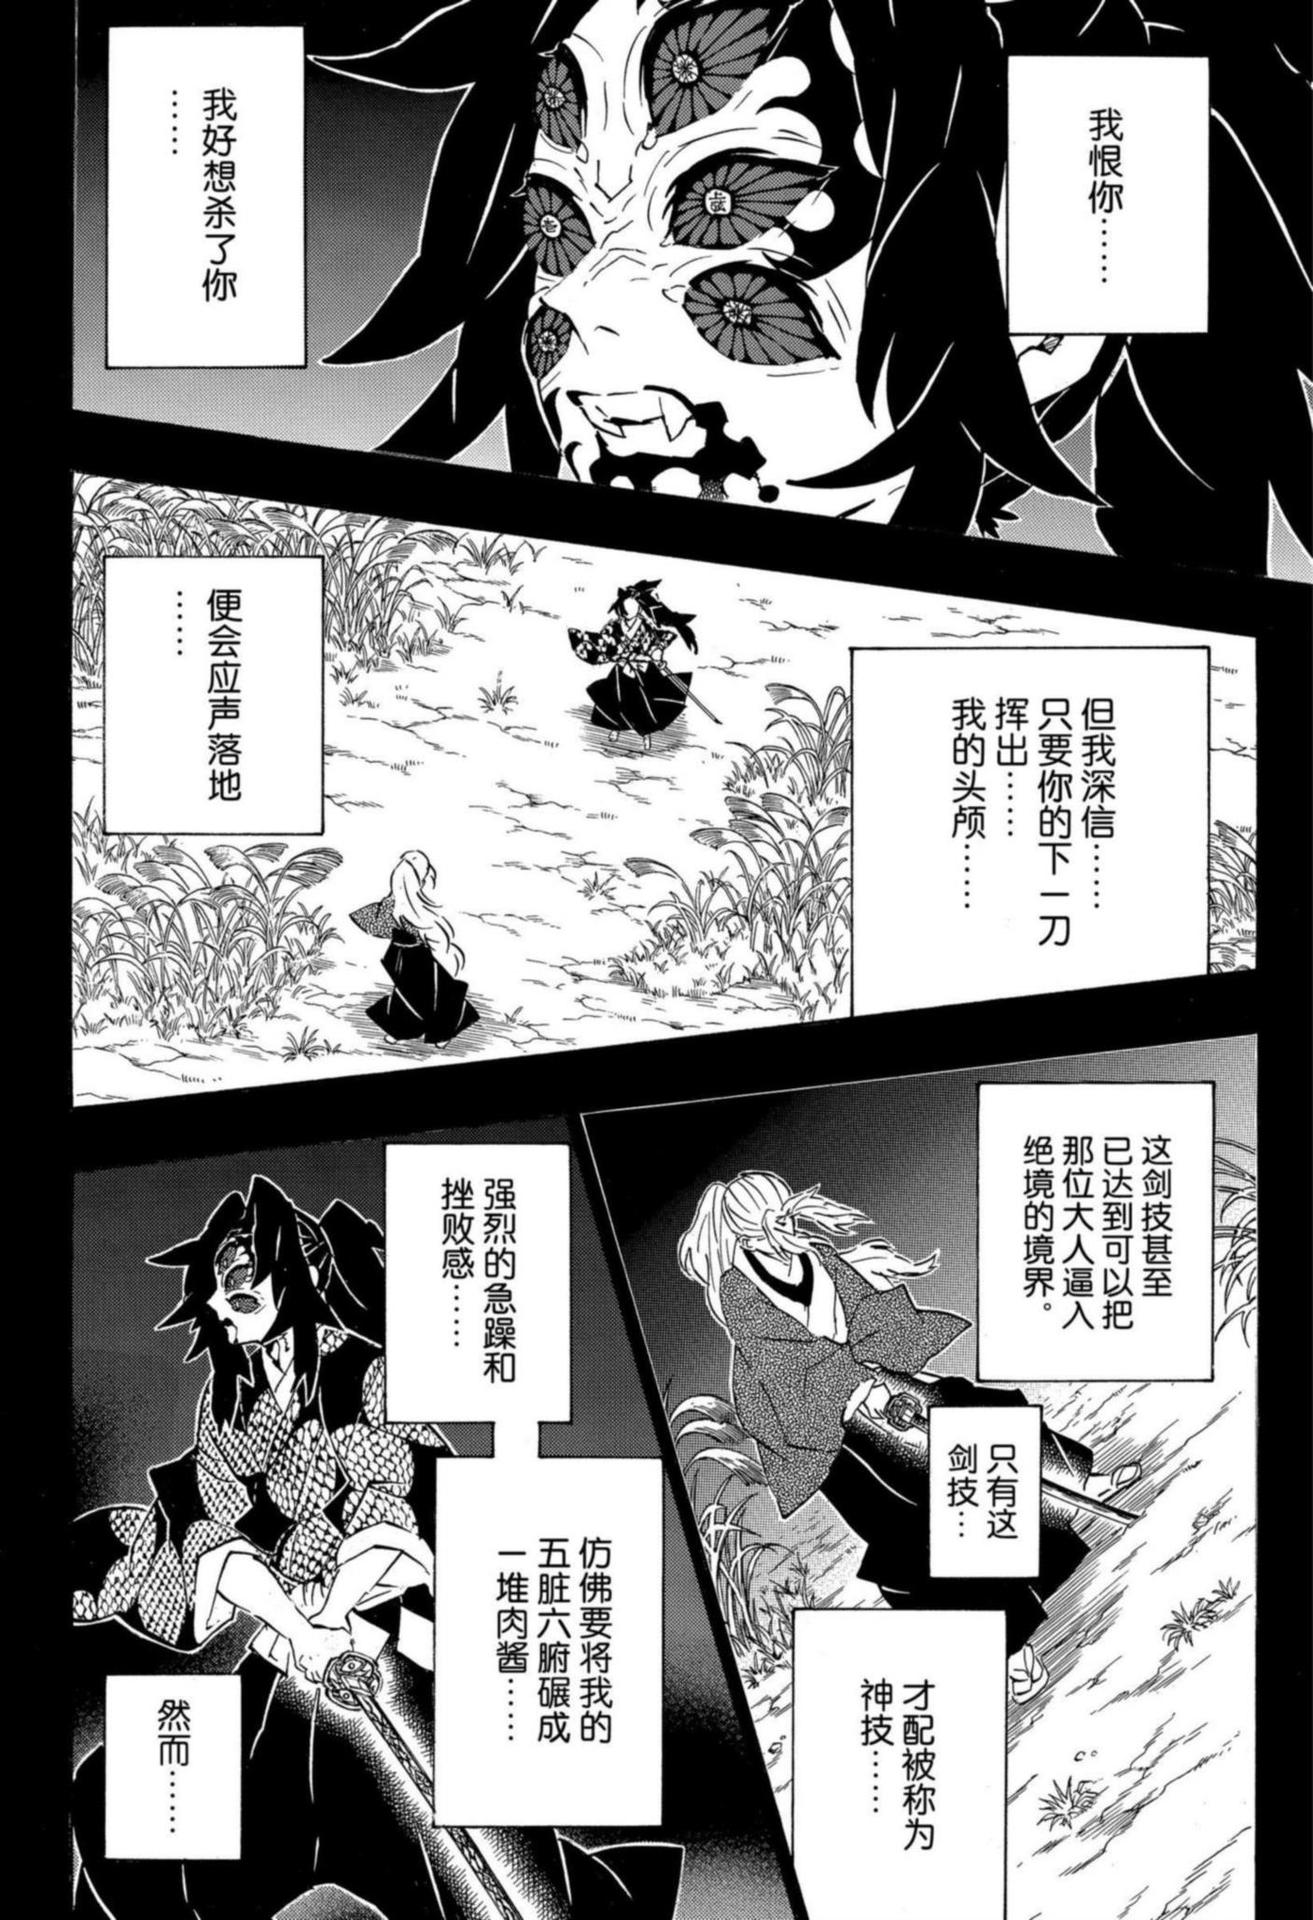 我恨你……
我好想杀了你
……
但我深信……
只要你的下一刀
挥出……
我的头颅……
便会应声落地
……
这剑技甚至
已达到可以把
那位大人逼入
绝境的境界。
只有这
剑技…
才配被称为
神技……
强烈的急躁和
挫败感……
仿佛要将我的
五脏六腑碾成
一堆肉酱……
然而……